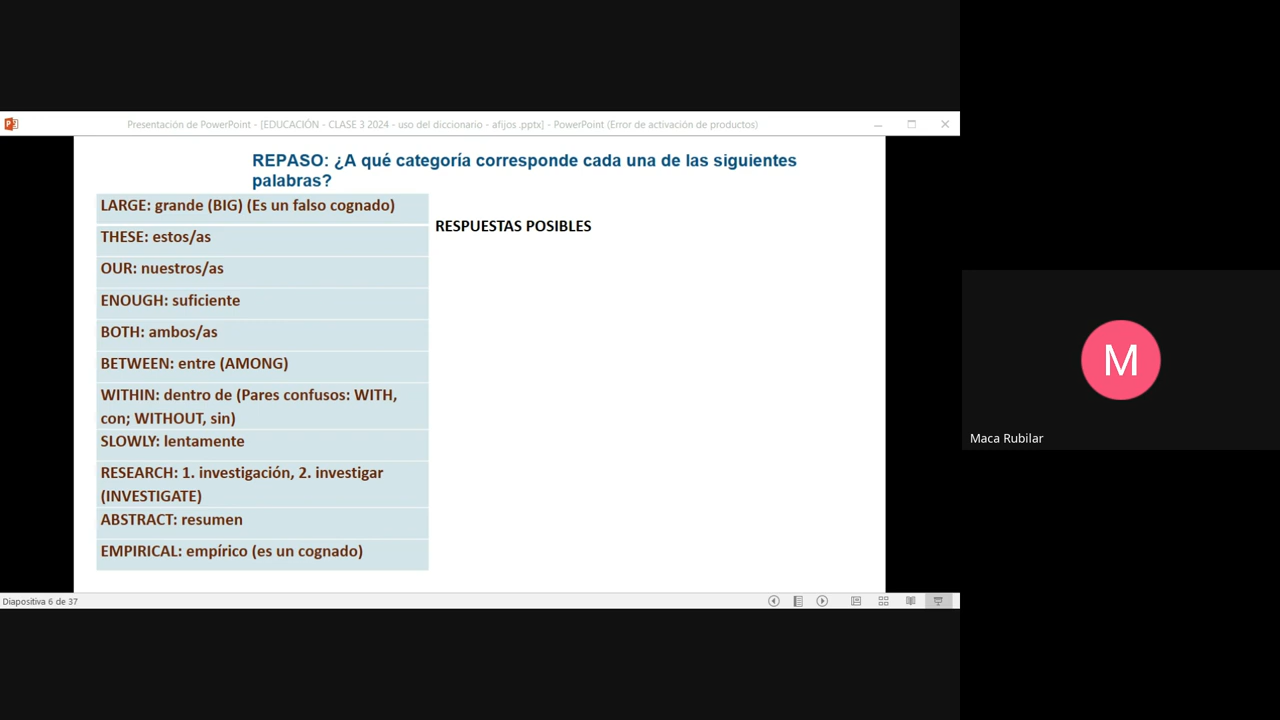 Presentación de PowerPoint - [EDUCACIÓN - CLASE 3 2024 - uso del diccionario - afijos .pptx] - PowerPoint (Error de activación de productos)
REPASO: ¿A qué categoría corresponde cada una de las siguientes
palabras?
LARGE: grande (BIG) (Es un falso cognado)
THESE: estos/as
OUR: nuestros/as
ENOUGH: suficiente
BOTH: ambos/as
BETWEEN: entre (AMONG)
WITHIN: dentro de (Pares confusos: WITH,
con; WITHOUT, sin)
SLOWLY: lentamente
RESEARCH: 1. investigación, 2. investigar
(INVESTIGATE)
ABSTRACT: resumen
EMPIRICAL: empírico (es un cognado)
RESPUESTAS POSIBLES
Diapositiva 6 de 37
M
Maca Rubilar